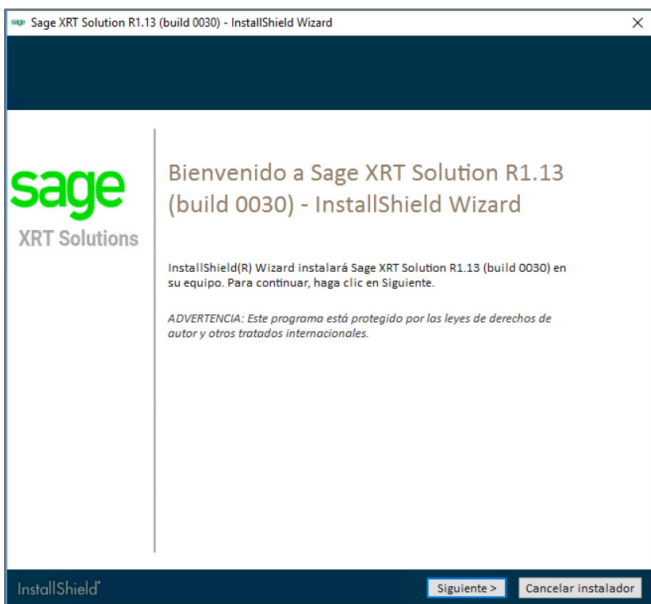 sage Sage XRT Solution R1.13 (build 0030) - InstallShield Wizard
sage
XRT Solutions
Bienvenido a Sage XRT Solution R1.13
(build 0030) - InstallShield Wizard
InstallShield(R) Wizard instalará Sage XRT Solution R1.13 (build 0030) en
su equipo. Para continuar, haga clic en Siguiente.
ADVERTENCIA: Este programa está protegido por las leyes de derechos de
autor y otros tratados internacionales.
InstallShield
Siguiente >
Cancelar instalador